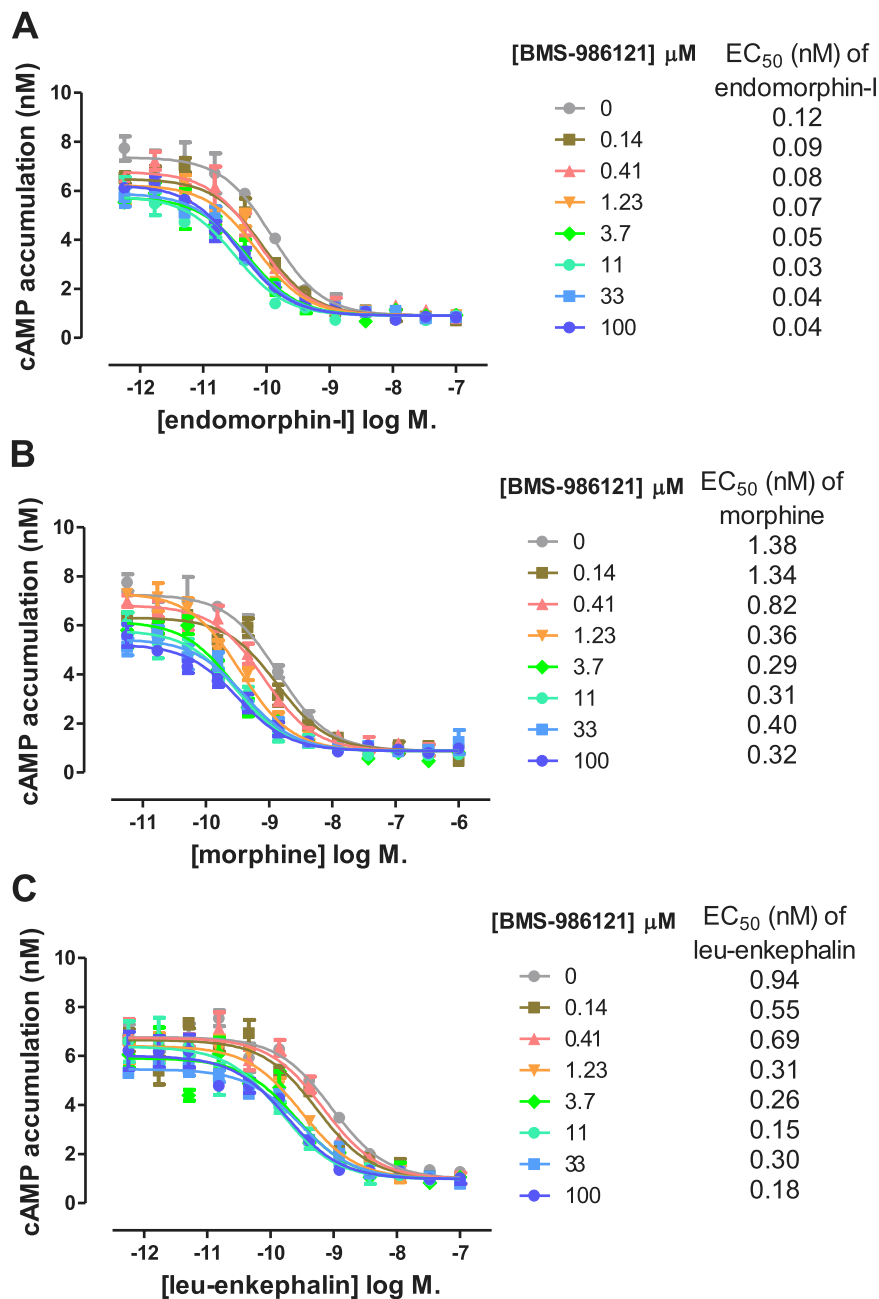 A
[BMS-986121] μM
EC50 (nM) of
endomorphin-I
0 0.12
0.14 0.09
0.41 0.08
1.23 0.07
3.7 0.05
11 0.03
33 0.04
100 0.04
cAMP accumulation (nM)
10
8
6
4
2
0
-12 -11 -10 -9 -8 -7
[endomorphin-I] log M.
B
[BMS-986121] μM
EC50 (nM) of
morphine
0 1.38
0.14 1.34
0.41 0.82
1.23 0.36
3.7 0.29
11 0.31
33 0.40
100 0.32
cAMP accumulation (nM)
10
8
6
4
2
0
-11 -10 -9 -8 -7 -6
[morphine] log M.
C
[BMS-986121] μM
EC50 (nM) of
leu-enkephalin
0 0.94
0.14 0.55
0.41 0.69
1.23 0.31
3.7 0.26
11 0.15
33 0.30
100 0.18
cAMP accumulation (nM)
10
8
6
4
2
0
-12 -11 -10 -9 -8 -7
[leu-enkephalin] log M.